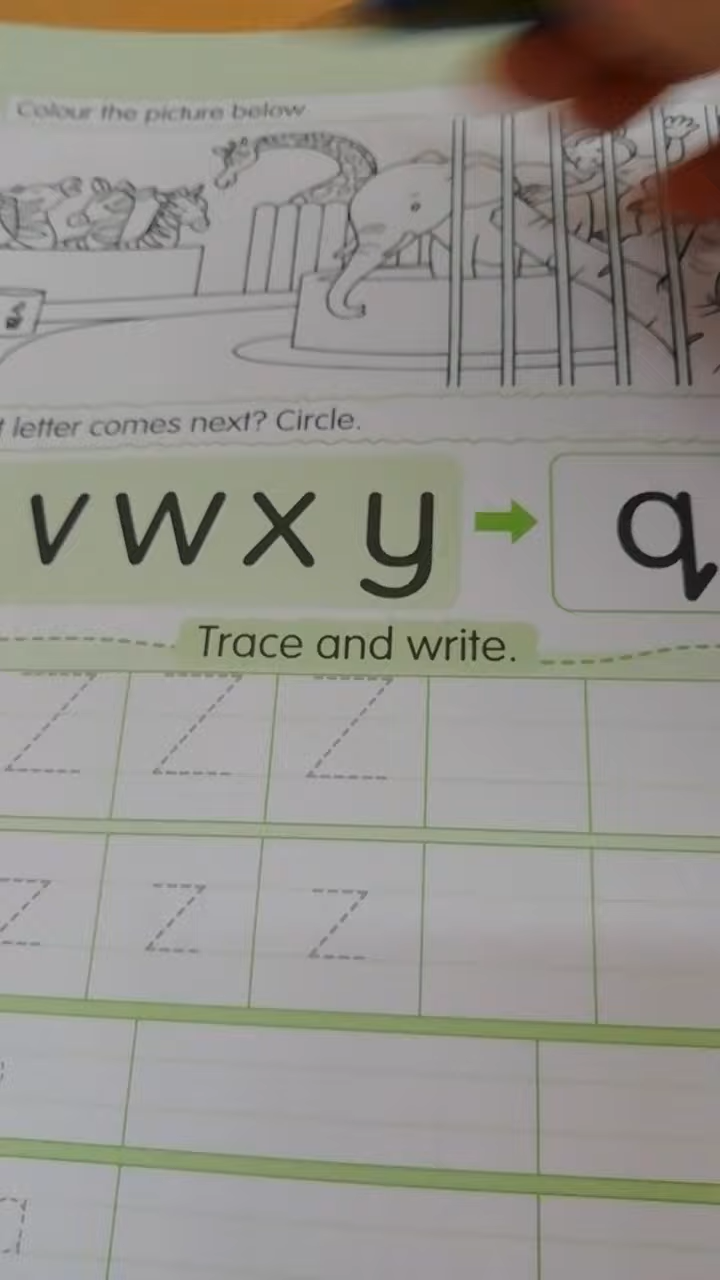 Colour the picture below
letter comes next? Circle.
v w x y q
Trace and write.
Z Z Z
z z z